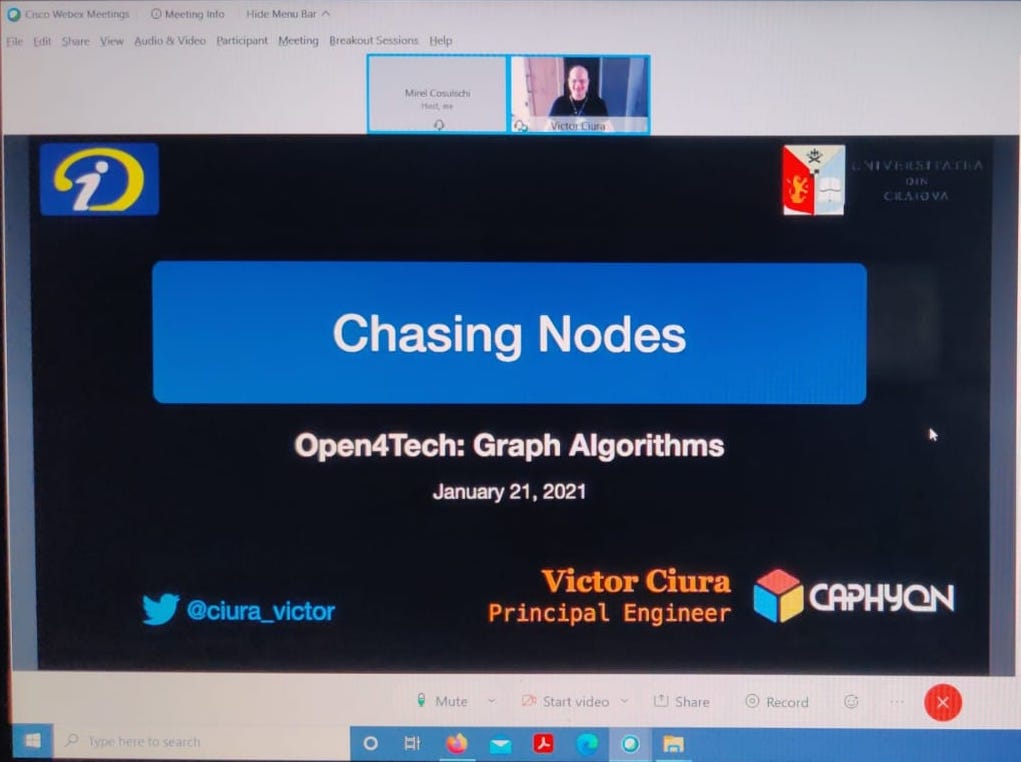 Cisco Webex Meetings Meeting Info Hide Menu Bar
File Edit Share View Audio & Video Participant Meeting Breakout Sessions Help
Mirel Cosulschi
Host, me
Victor Ciura
UNIVERSITATEA
DIN
CRAIOVA
Chasing Nodes
Open4Tech: Graph Algorithms
January 21, 2021
@ciura_victor
Victor Ciura
Principal Engineer
CAPHYON
Mute Start video Share Record
Type here to search